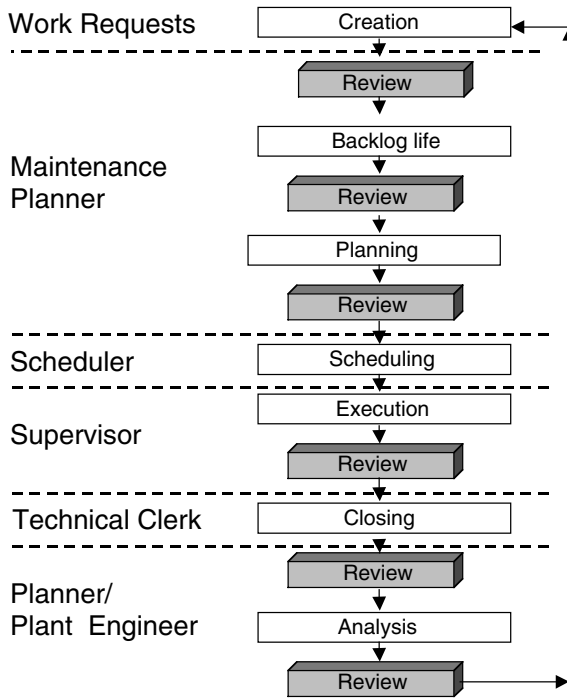 Work Requests
Creation
Review
Backlog life
Maintenance
Planner
Review
Planning
Review
Scheduler
Scheduling
Execution
Supervisor
Review
Technical Clerk
Closing
Review
Planner/
Plant Engineer
Analysis
Review